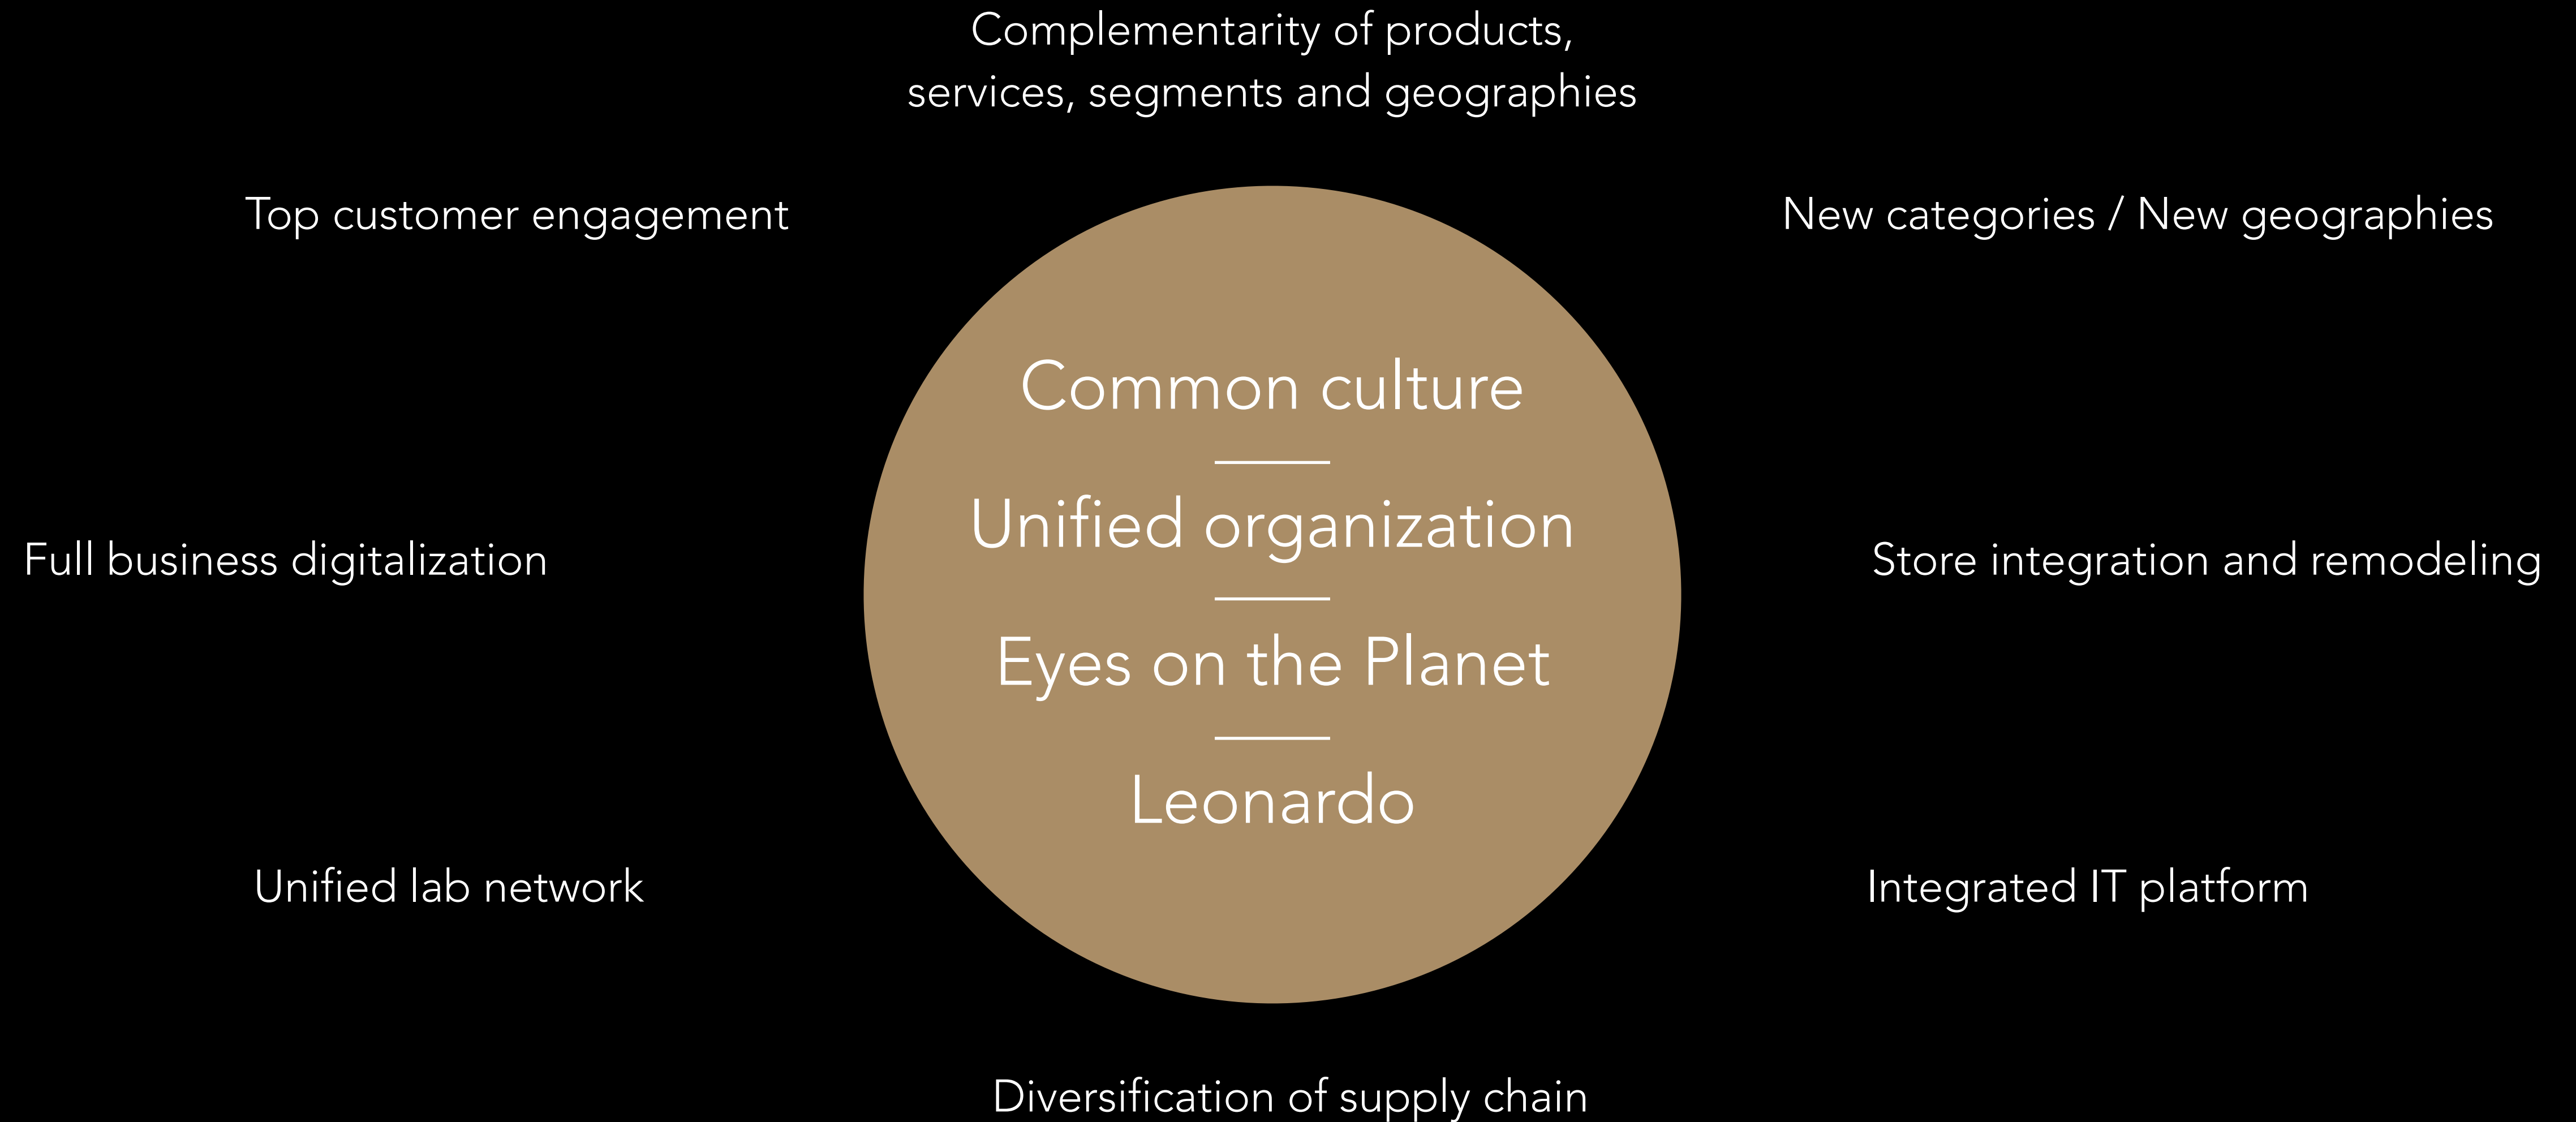 Complementarity of products,
services, segments and geographies
Top customer engagement
New categories / New geographies
Common culture
Unified organization
Full business digitalization
Store integration and remodeling
Eyes on the Planet
Leonardo
Unified lab network
Integrated IT platform
Diversification of supply chain